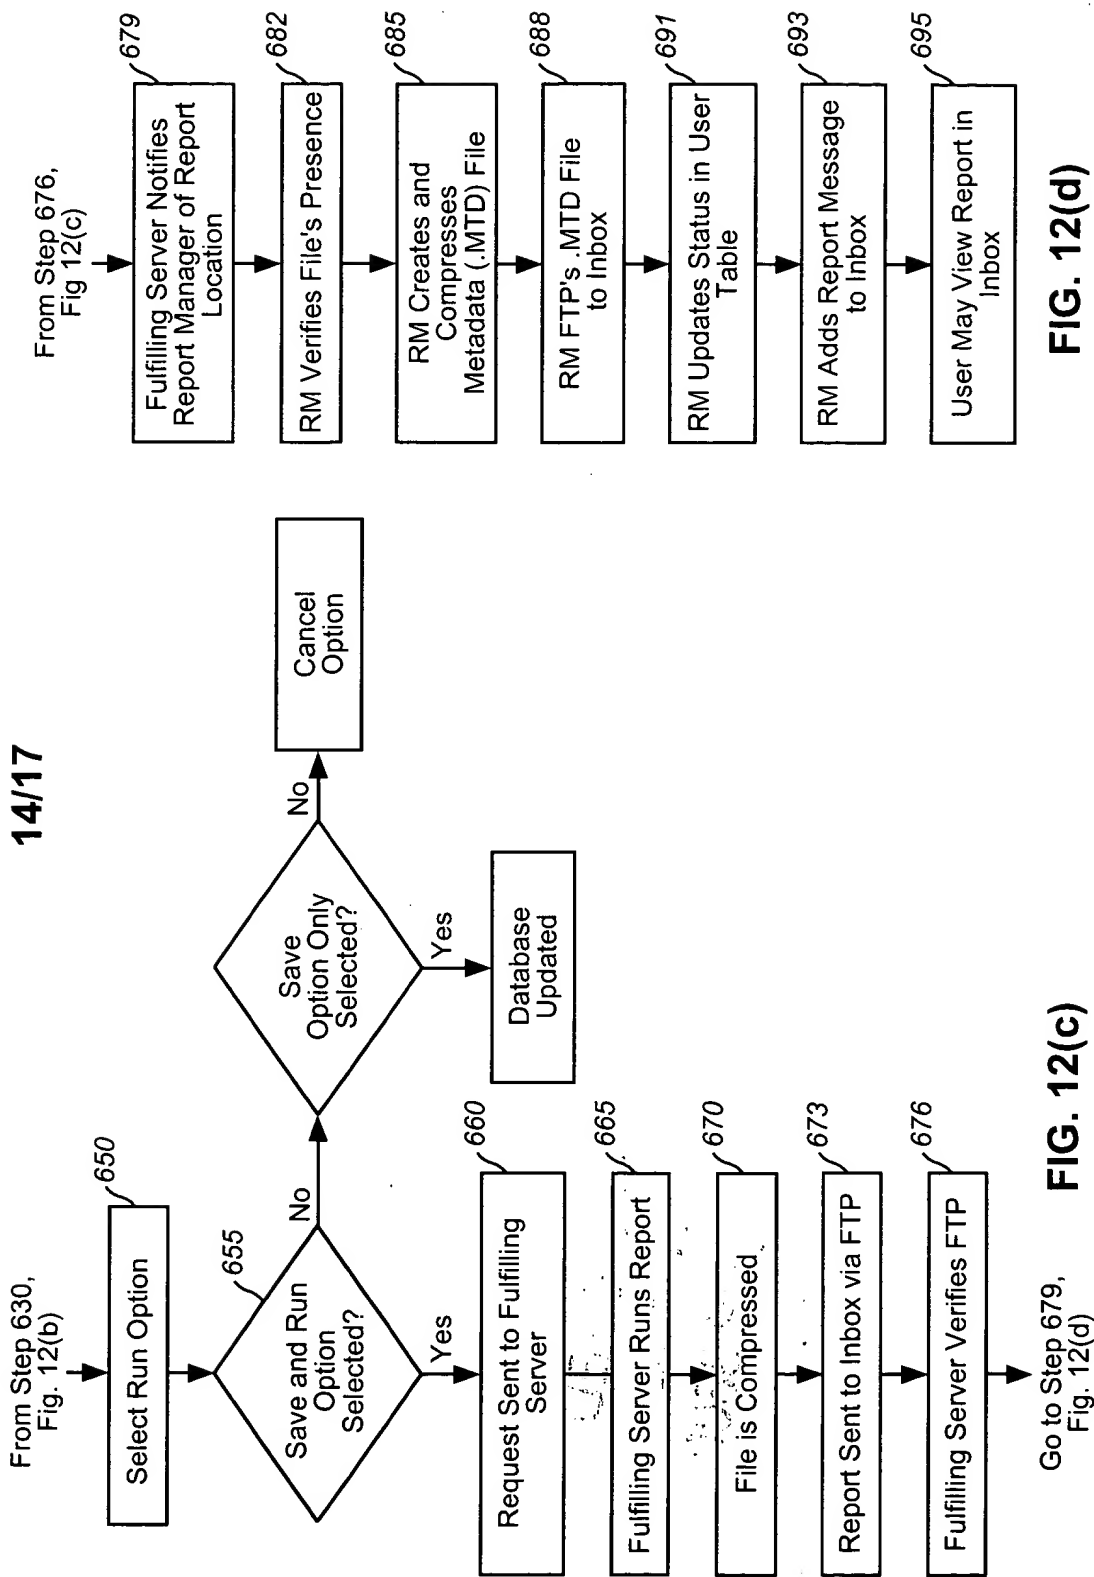 14/17
From Step 630,
Fig. 12(b)
650
Select Run Option
655
Save and Run
Option
Selected?
No
Yes
Save
Option Only
Selected?
No
Cancel
Option
Yes
Database
Updated
660
Request Sent to Fulfilling
Server
665
Fulfilling Server Runs Report
670
File is Compressed
673
Report Sent to Inbox via FTP
676
Fulfilling Server Verifies FTP
Go to Step 679,
Fig. 12(d)
FIG. 12(c)
From Step 676,
Fig 12(c)
679
Fulfilling Server Notifies
Report Manager of Report
Location
682
RM Verifies File's Presence
685
RM Creates and
Compresses
Metadata (.MTD) File
688
RM FTP's .MTD File
to Inbox
691
RM Updates Status in User
Table
693
RM Adds Report Message
to Inbox
695
User May View Report in
Inbox
FIG. 12(d)